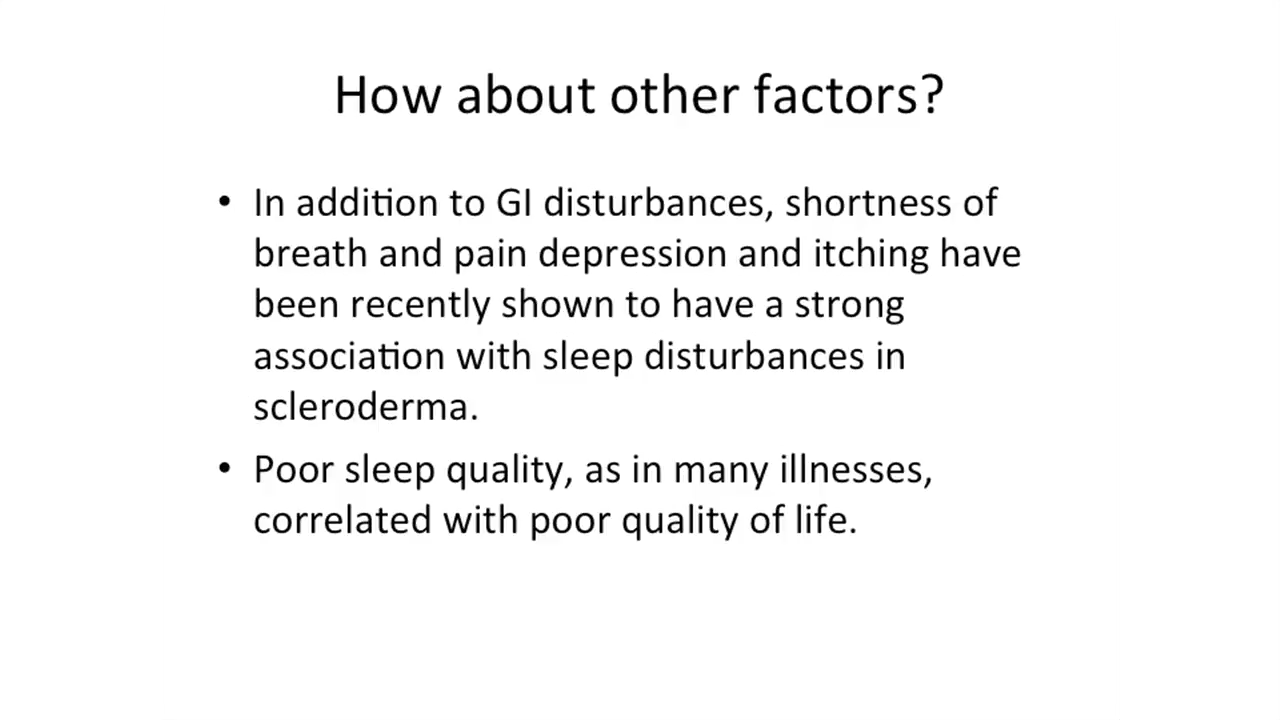 How about other factors?
• In addition to GI disturbances, shortness of
breath and pain depression and itching have
been recently shown to have a strong
association with sleep disturbances in
scleroderma.
• Poor sleep quality, as in many illnesses,
correlated with poor quality of life.